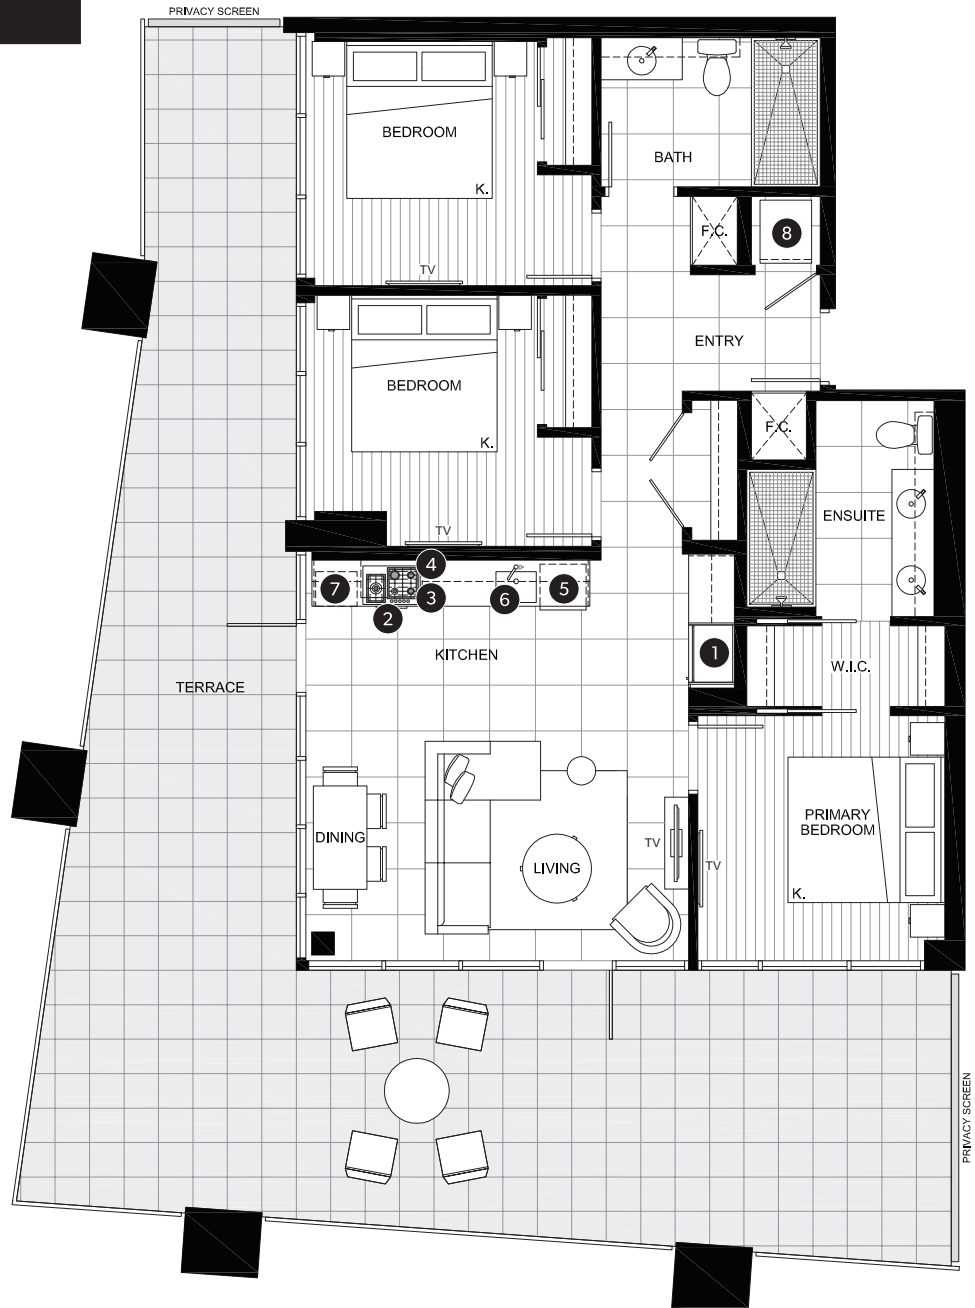 PRIVACY SCREEN
BEDROOM
K.
BATH
F.C.
8
TV
ENTRY
BEDROOM
K.
F.C.
ENSUITE
TV
4
7
5
3
6
2
1
KITCHEN
W.I.C.
TERRACE
PRIMARY
BEDROOM
DINING
TV
LIVING
TV
K.
PRIVACY SCREEN